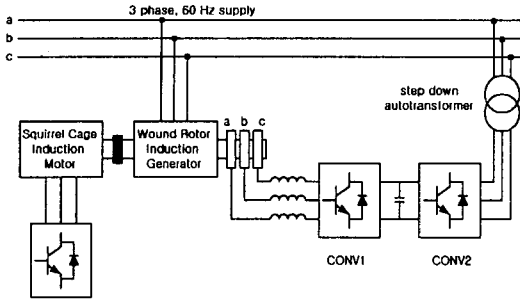 3 phase, 60 Hz supply
a
b
c
step down
autotransformer
Squirrel Cage
Induction
Motor
Wound Rotor
Induction
Generator
a b c
CONV1
CONV2